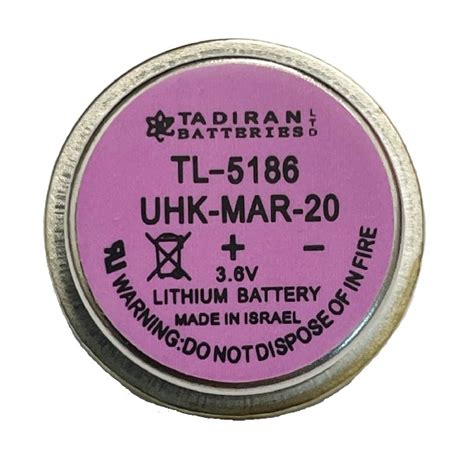 TADIRAN LTD
BATTERIES
TL-5186
UHK-MAR-20
+ -
3.6V
LITHIUM BATTERY
MADE IN ISRAEL
WARNING:DO NOT DISPOSE OF IN FIRE